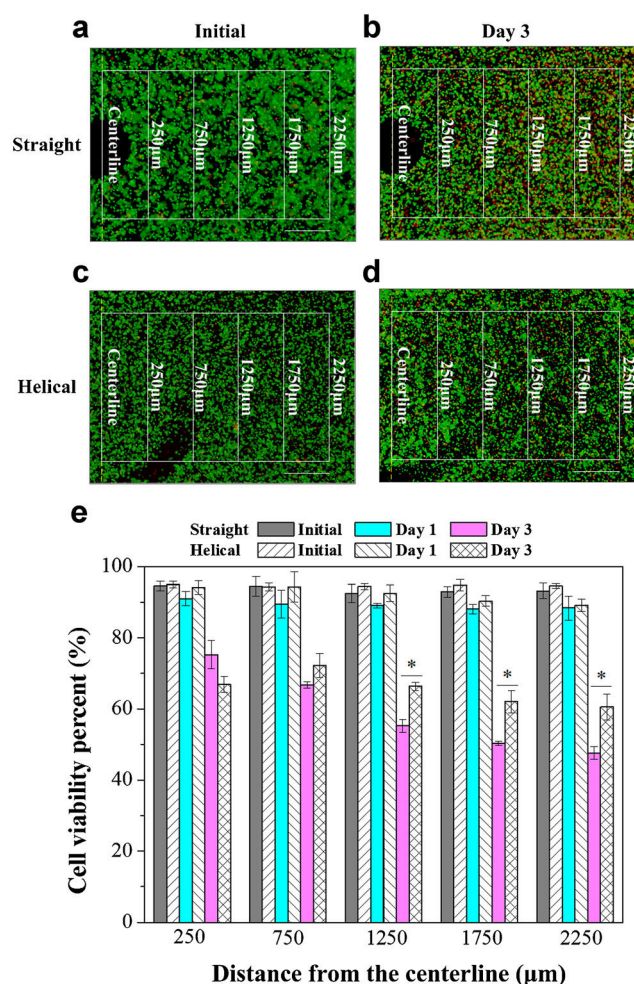 a
Initial
b
Day 3
Straight
Centerline
250μm
750μm
1250μm
1750μm
2250μm
Centerline
250μm
750μm
1250μm
1750μm
2250μm
c
d
Helical
Centerline
250μm
750μm
1250μm
1750μm
2250μm
Centerline
250μm
750μm
1250μm
1750μm
2250μm
e
Straight Initial Day 1 Day 3
Helical Initial Day 1 Day 3
Cell viability percent (%)
100
80
60
40
20
0
* * *
250 750 1250 1750 2250
Distance from the centerline (μm)